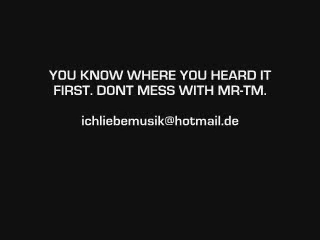 YOU KNOW WHERE YOU HEARD IT
FIRST. DONT MESS WITH MR-TM.
ichliebemusik@hotmail.de